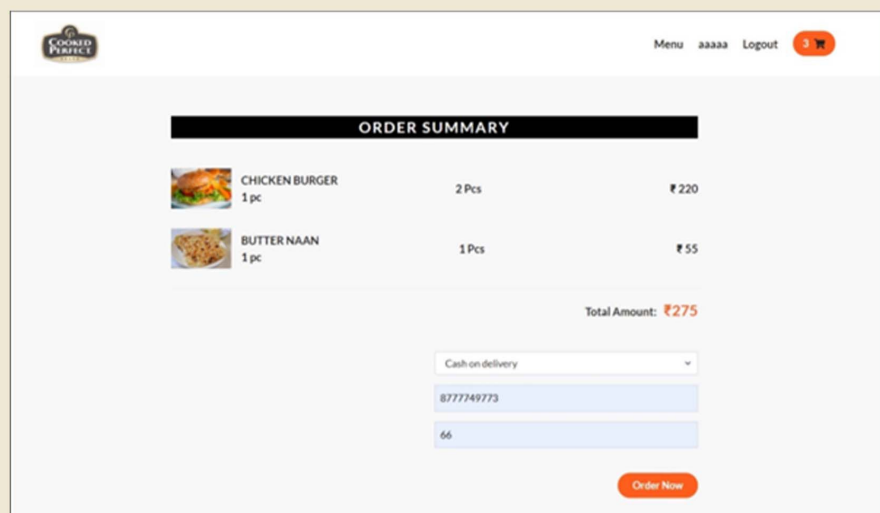 COOKED
PERFECT
Menu aaaaa Logout 3
ORDER SUMMARY
CHICKEN BURGER
1 pc
2 Pcs
₹ 220
BUTTER NAAN
1 pc
1 Pcs
₹ 55
Total Amount: ₹275
Cash on delivery
8777749773
66
Order Now